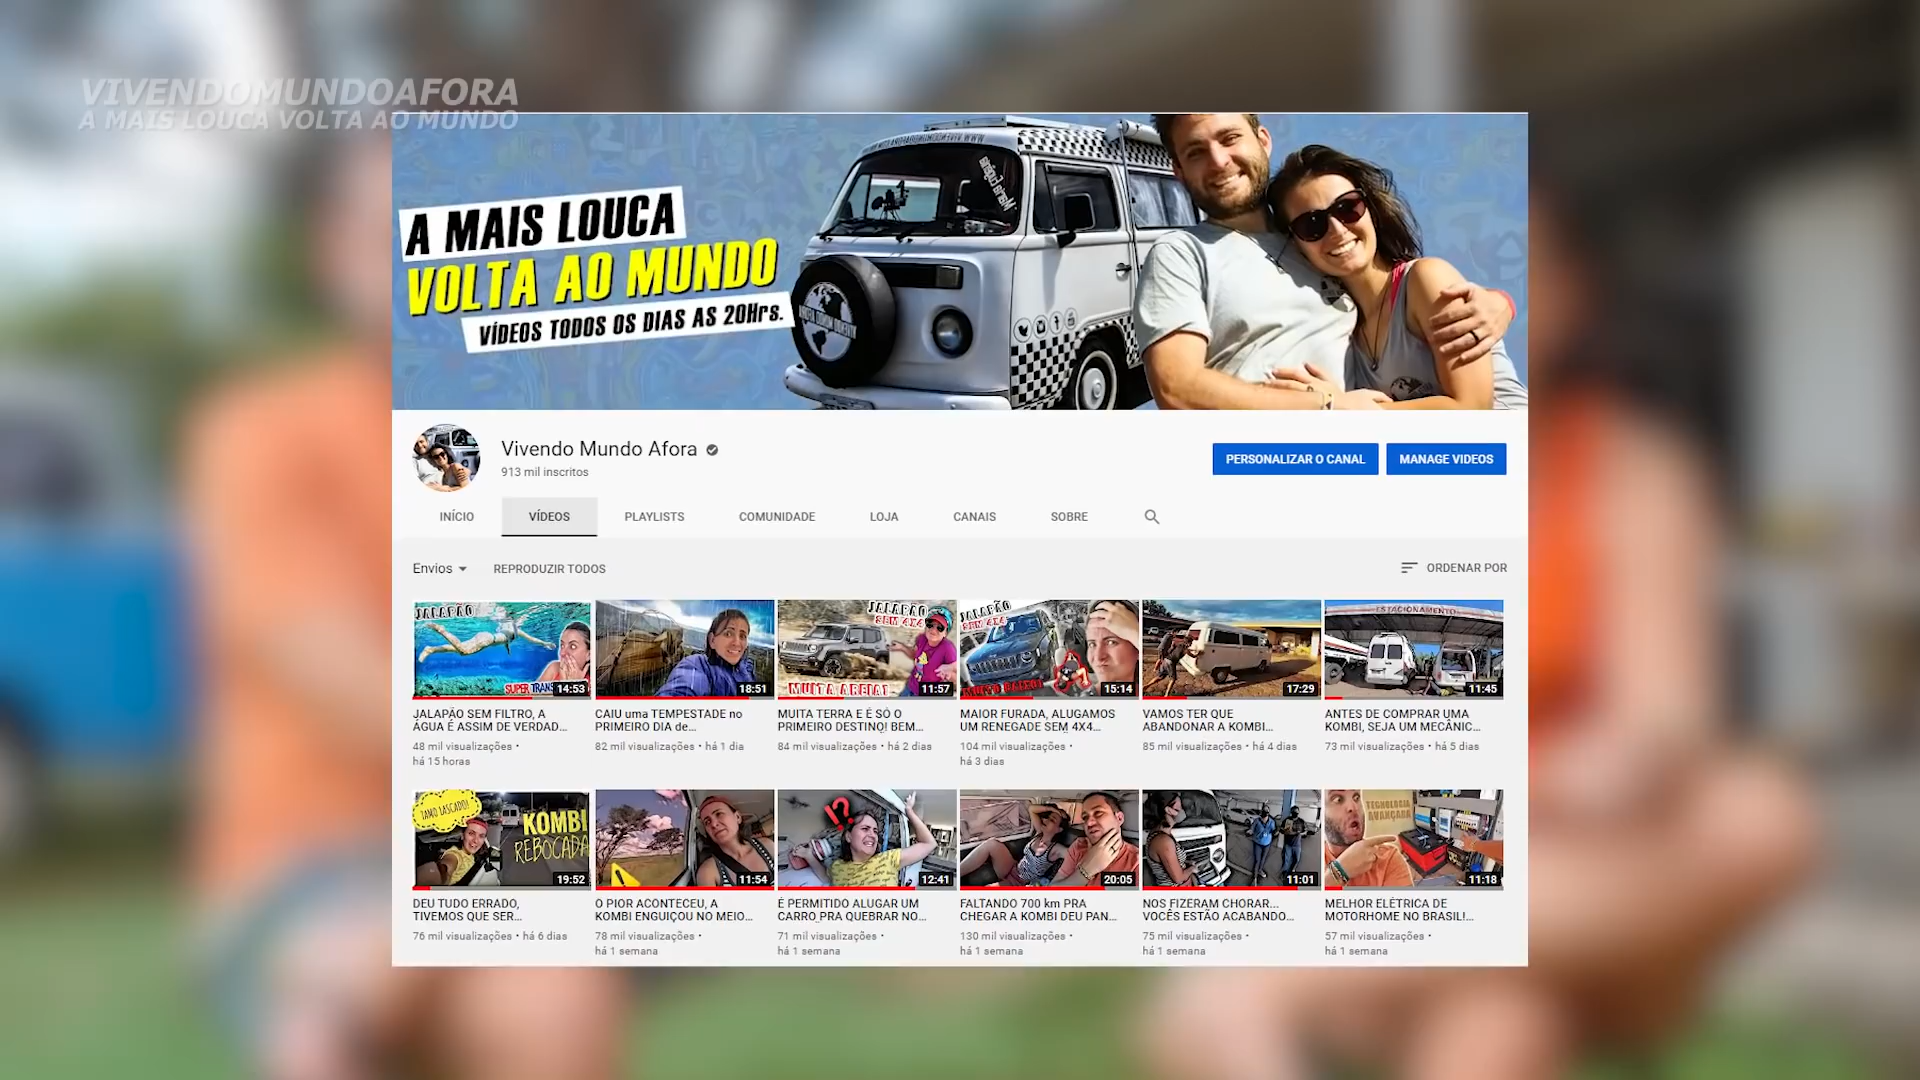 VIVENDOMUNDOAFORA
A MAIS LOUCA VOLTA AO MUNDO
A MAIS LOUCA
VOLTA AO MUNDO
VÍDEOS TODOS OS DIAS AS 20Hrs.
Vivendo Mundo Afora
913 mil inscritos
PERSONALIZAR O CANAL
MANAGE VIDEOS
INÍCIO
VÍDEOS
PLAYLISTS
COMUNIDADE
LOJA
CANAIS
SOBRE
Envios
REPRODUZIR TODOS
ORDENAR POR
JALAPÃO
SUPER
14:53
JALAPÃO SEM FILTRO, A
ÁGUA É ASSIM DE VERDAD...
48 mil visualizações •
há 15 horas
18:51
CAIU uma TEMPESTADE no
PRIMEIRO DIA de...
82 mil visualizações • há 1 dia
JALAPÃO
SEM 4X4
MUITA AREIA!
11:57
MUITA TERRA E É SÓ O
PRIMEIRO DESTINO! BEM...
84 mil visualizações • há 2 dias
JALAPÃO
SEM 4X4
15:14
MAIOR FURADA, ALUGAMOS
UM RENEGADE SEM 4X4...
104 mil visualizações •
há 3 dias
17:29
VAMOS TER QUE
ABANDONAR A KOMBI...
85 mil visualizações • há 4 dias
ESTACIONAMENTO
11:45
ANTES DE COMPRAR UMA
KOMBI, SEJA UM MECÂNIC...
73 mil visualizações • há 5 dias
TAMO LASCADO!
KOMBI
REBOCADA
19:52
DEU TUDO ERRADO,
TIVEMOS QUE SER...
76 mil visualizações • há 6 dias
11:54
O PIOR ACONTECEU, A
KOMBI ENGUIÇOU NO MEIO...
78 mil visualizações •
há 1 semana
!?
12:41
É PERMITIDO ALUGAR UM
CARRO PRA QUEBRAR NO...
71 mil visualizações •
há 1 semana
20:05
FALTANDO 700 km PRA
CHEGAR A KOMBI DEU PAN...
130 mil visualizações •
há 1 semana
11:01
NOS FIZERAM CHORAR...
VOCÊS ESTÃO ACABANDO...
75 mil visualizações •
há 1 semana
TECNOLOGIA
AVANÇADA
11:18
MELHOR ELÉTRICA DE
MOTORHOME NO BRASIL!...
57 mil visualizações •
há 1 semana